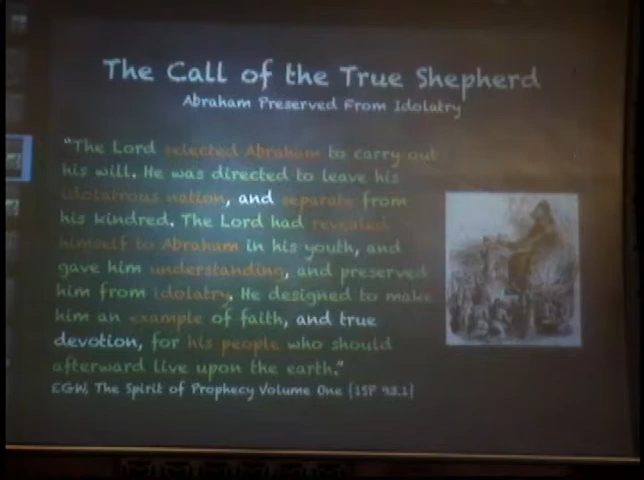 The Call of the True Shepherd
Abraham Preserved From Idolatry
"The Lord selected Abraham to carry out
his will. He was directed to leave his
idolatrous nation, and separate from
his kindred. The Lord had revealed
himself to Abraham in his youth, and
gave him understanding, and preserved
him from idolatry. He designed to make
him an example of faith, and true
devotion, for his people who should
afterward live upon the earth."
EGW, The Spirit of Prophecy Volume One {1SP 93.1}